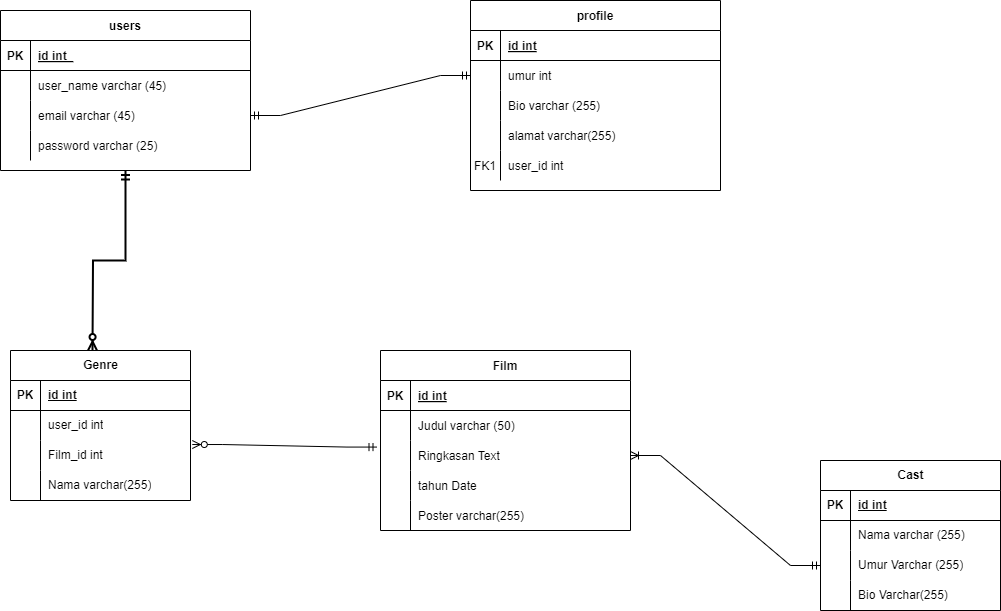 users
PK id int
user_name varchar (45)
email varchar (45)
password varchar (25)
profile
PK id int
umur int
Bio varchar (255)
alamat varchar(255)
FK1 user_id int
Genre
PK id int
user_id int
Film_id int
Nama varchar(255)
Film
PK id int
Judul varchar (50)
Ringkasan Text
tahun Date
Poster varchar(255)
Cast
PK id int
Nama varchar (255)
Umur Varchar (255)
Bio Varchar(255)